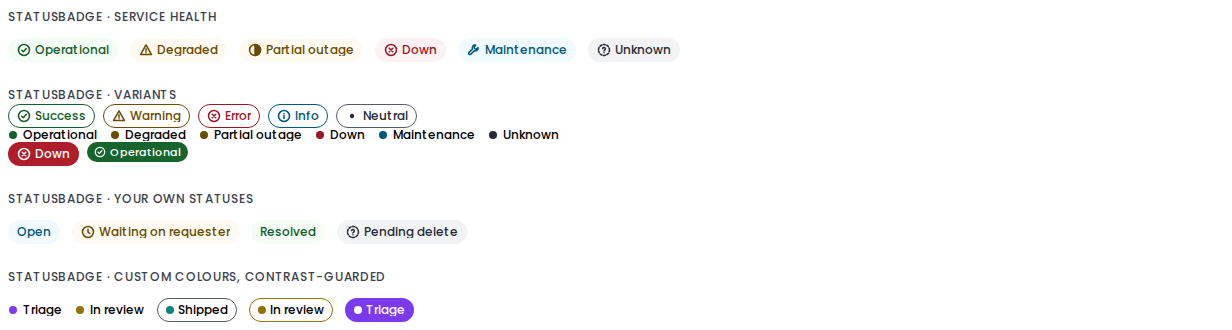 STATUSBADGE · SERVICE HEALTH
Operational Degraded Partial outage Down Maintenance Unknown
STATUSBADGE · VARIANTS
Success Warning Error Info Neutral
Operational Degraded Partial outage Down Maintenance Unknown
Down Operational
STATUSBADGE · YOUR OWN STATUSES
Open Waiting on requester Resolved Pending delete
STATUSBADGE · CUSTOM COLOURS, CONTRAST-GUARDED
Triage In review Shipped In review Triage